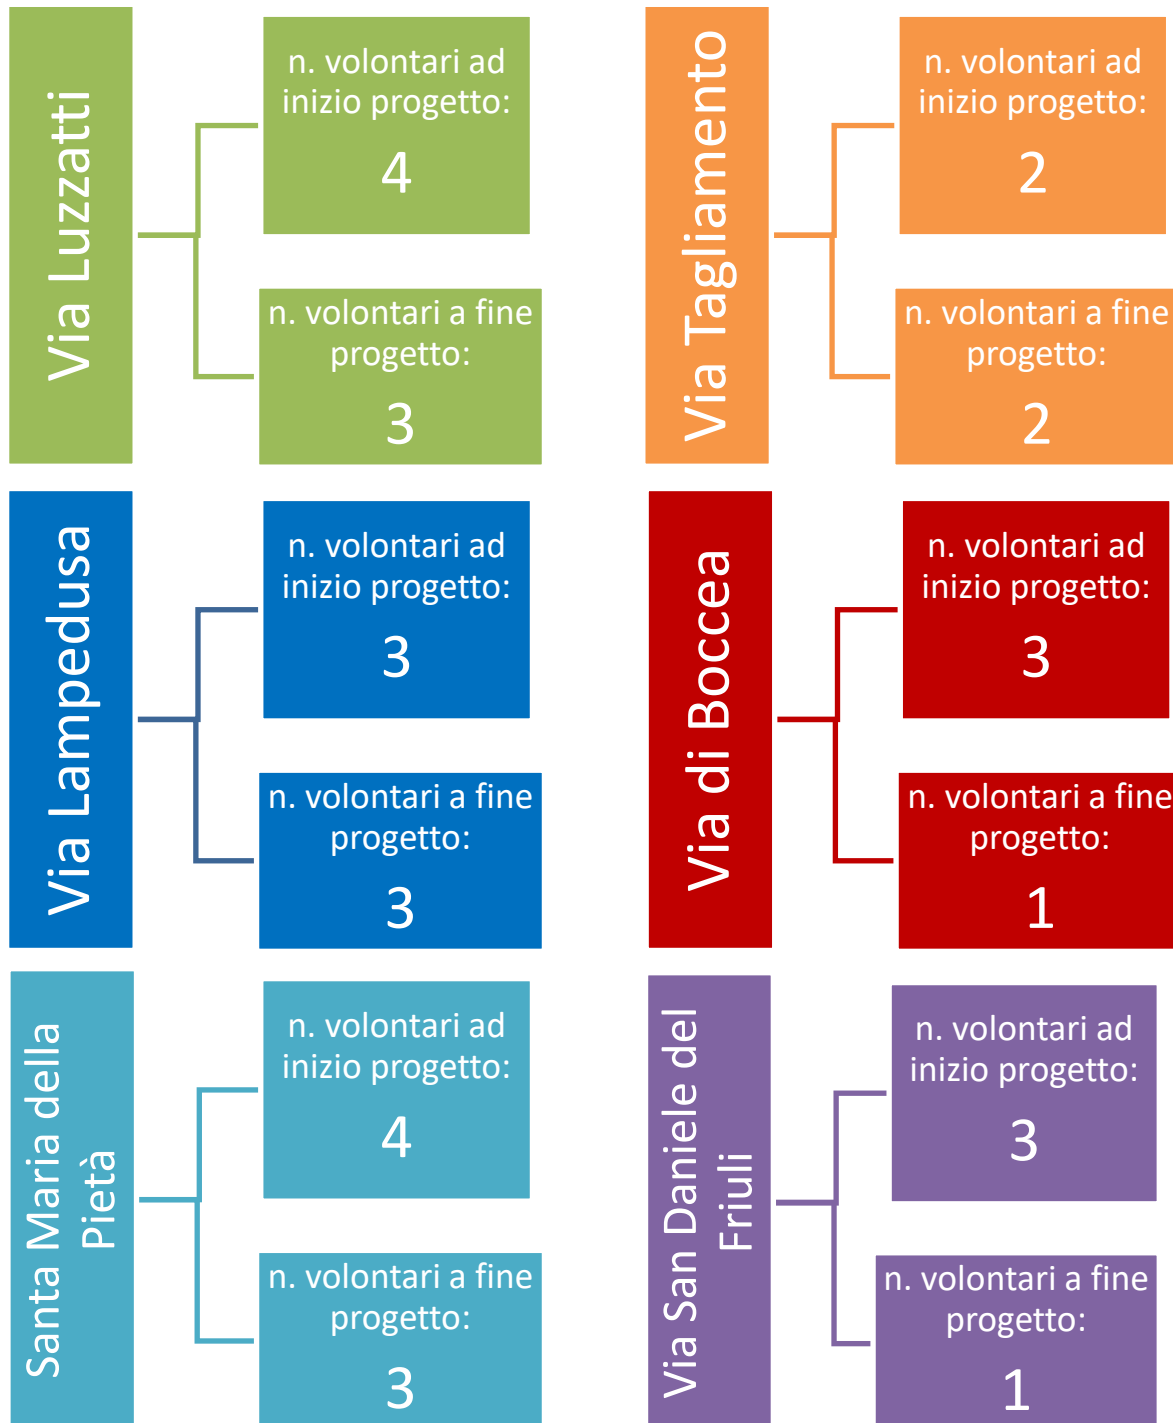 Via Luzzatti
n. volontari ad
inizio progetto:
4
n. volontari a fine
progetto:
3
Via Tagliamento
n. volontari ad
inizio progetto:
2
n. volontari a fine
progetto:
2
Via Lampedusa
n. volontari ad
inizio progetto:
3
n. volontari a fine
progetto:
3
Via di Boccea
n. volontari ad
inizio progetto:
3
n. volontari a fine
progetto:
1
Santa Maria della
Pietà
n. volontari ad
inizio progetto:
4
n. volontari a fine
progetto:
3
Via San Daniele del
Friuli
n. volontari ad
inizio progetto:
3
n. volontari a fine
progetto:
1